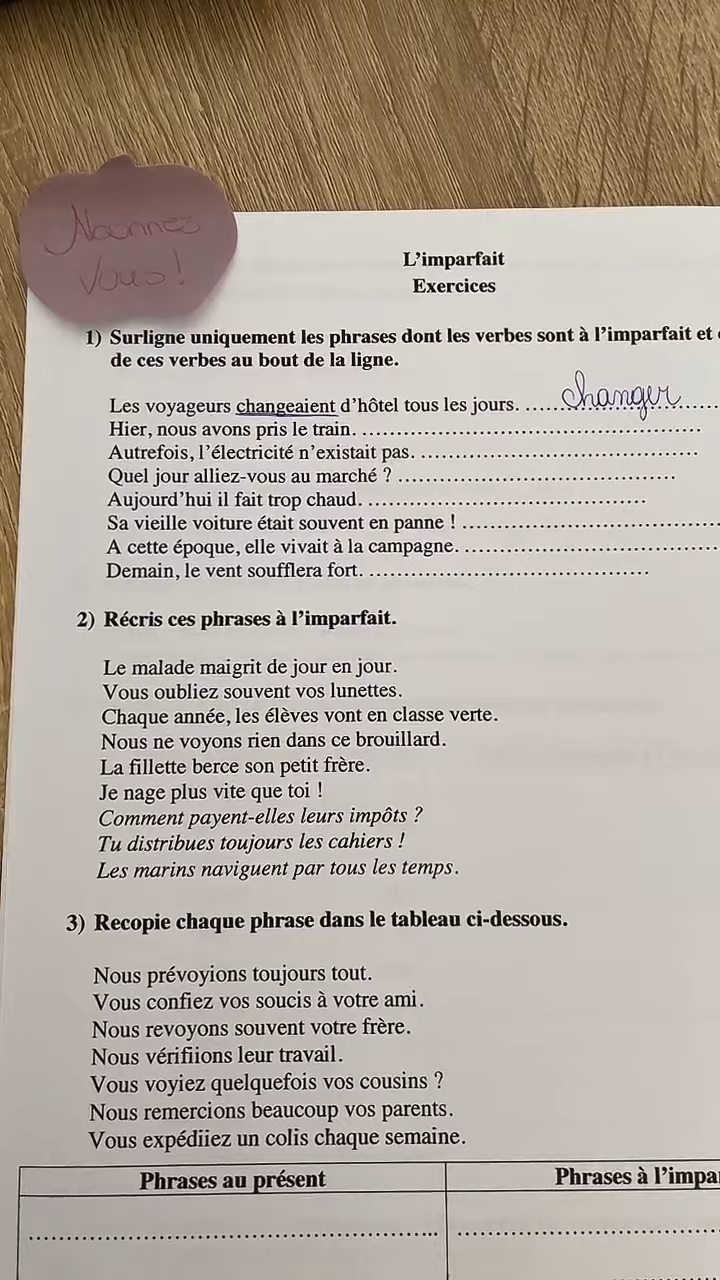 Abonnez
Vous!
L'imparfait
Exercices
1) Surligne uniquement les phrases dont les verbes sont à l'imparfait et
de ces verbes au bout de la ligne.
Les voyageurs changeaient d'hôtel tous les jours. ..... changer .....
Hier, nous avons pris le train. ...............
Autrefois, l'électricité n'existait pas. ...............
Quel jour alliez-vous au marché ? ...............
Aujourd'hui il fait trop chaud. ...............
Sa vieille voiture était souvent en panne ! ...............
A cette époque, elle vivait à la campagne. ...............
Demain, le vent soufflera fort. ...............
2) Récris ces phrases à l'imparfait.
Le malade maigrit de jour en jour.
Vous oubliez souvent vos lunettes.
Chaque année, les élèves vont en classe verte.
Nous ne voyons rien dans ce brouillard.
La fillette berce son petit frère.
Je nage plus vite que toi !
Comment payent-elles leurs impôts ?
Tu distribues toujours les cahiers !
Les marins naviguent par tous les temps.
3) Recopie chaque phrase dans le tableau ci-dessous.
Nous prévoyions toujours tout.
Vous confiez vos soucis à votre ami.
Nous revoyons souvent votre frère.
Nous vérifiions leur travail.
Vous voyiez quelquefois vos cousins ?
Nous remercions beaucoup vos parents.
Vous expédiiez un colis chaque semaine.
Phrases au présent Phrases à l'impa